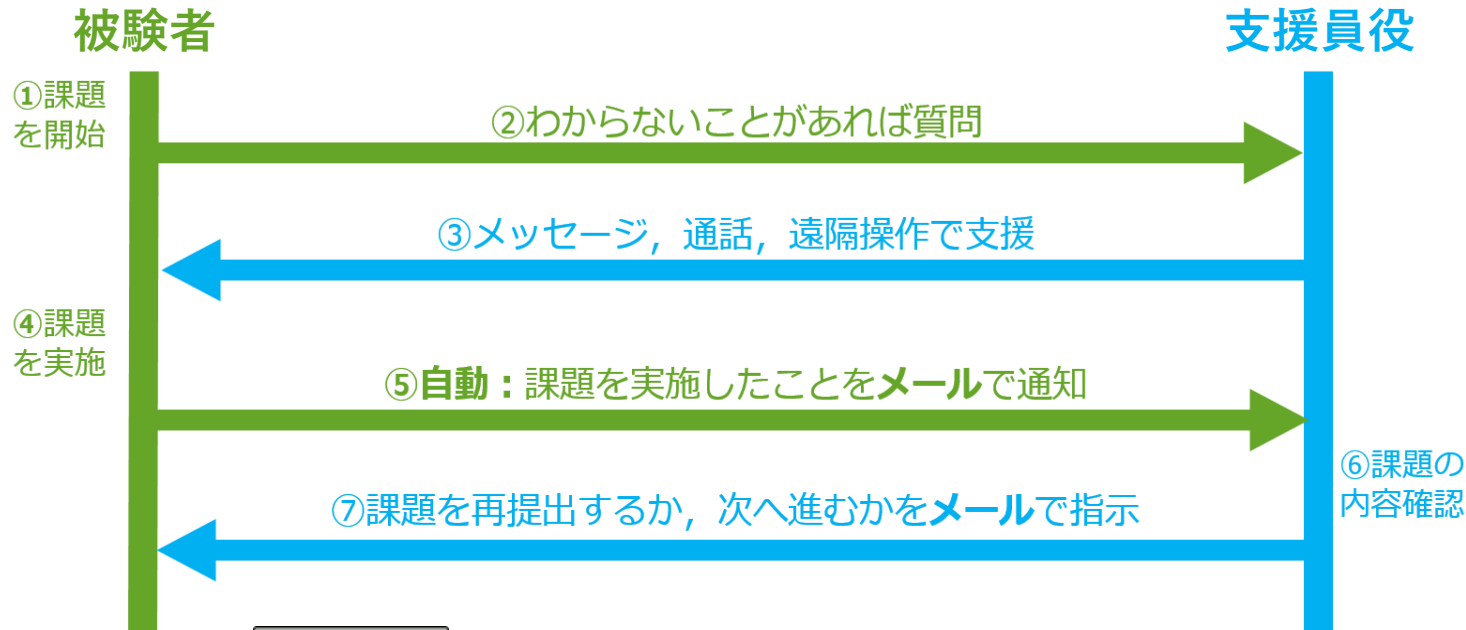 被験者
支援員役
①課題
を開始
②わからないことがあれば質問
③メッセージ，通話，遠隔操作で支援
④課題
を実施
⑤自動：課題を実施したことをメールで通知
⑥課題の
内容確認
⑦課題を再提出するか，次へ進むかをメールで指示